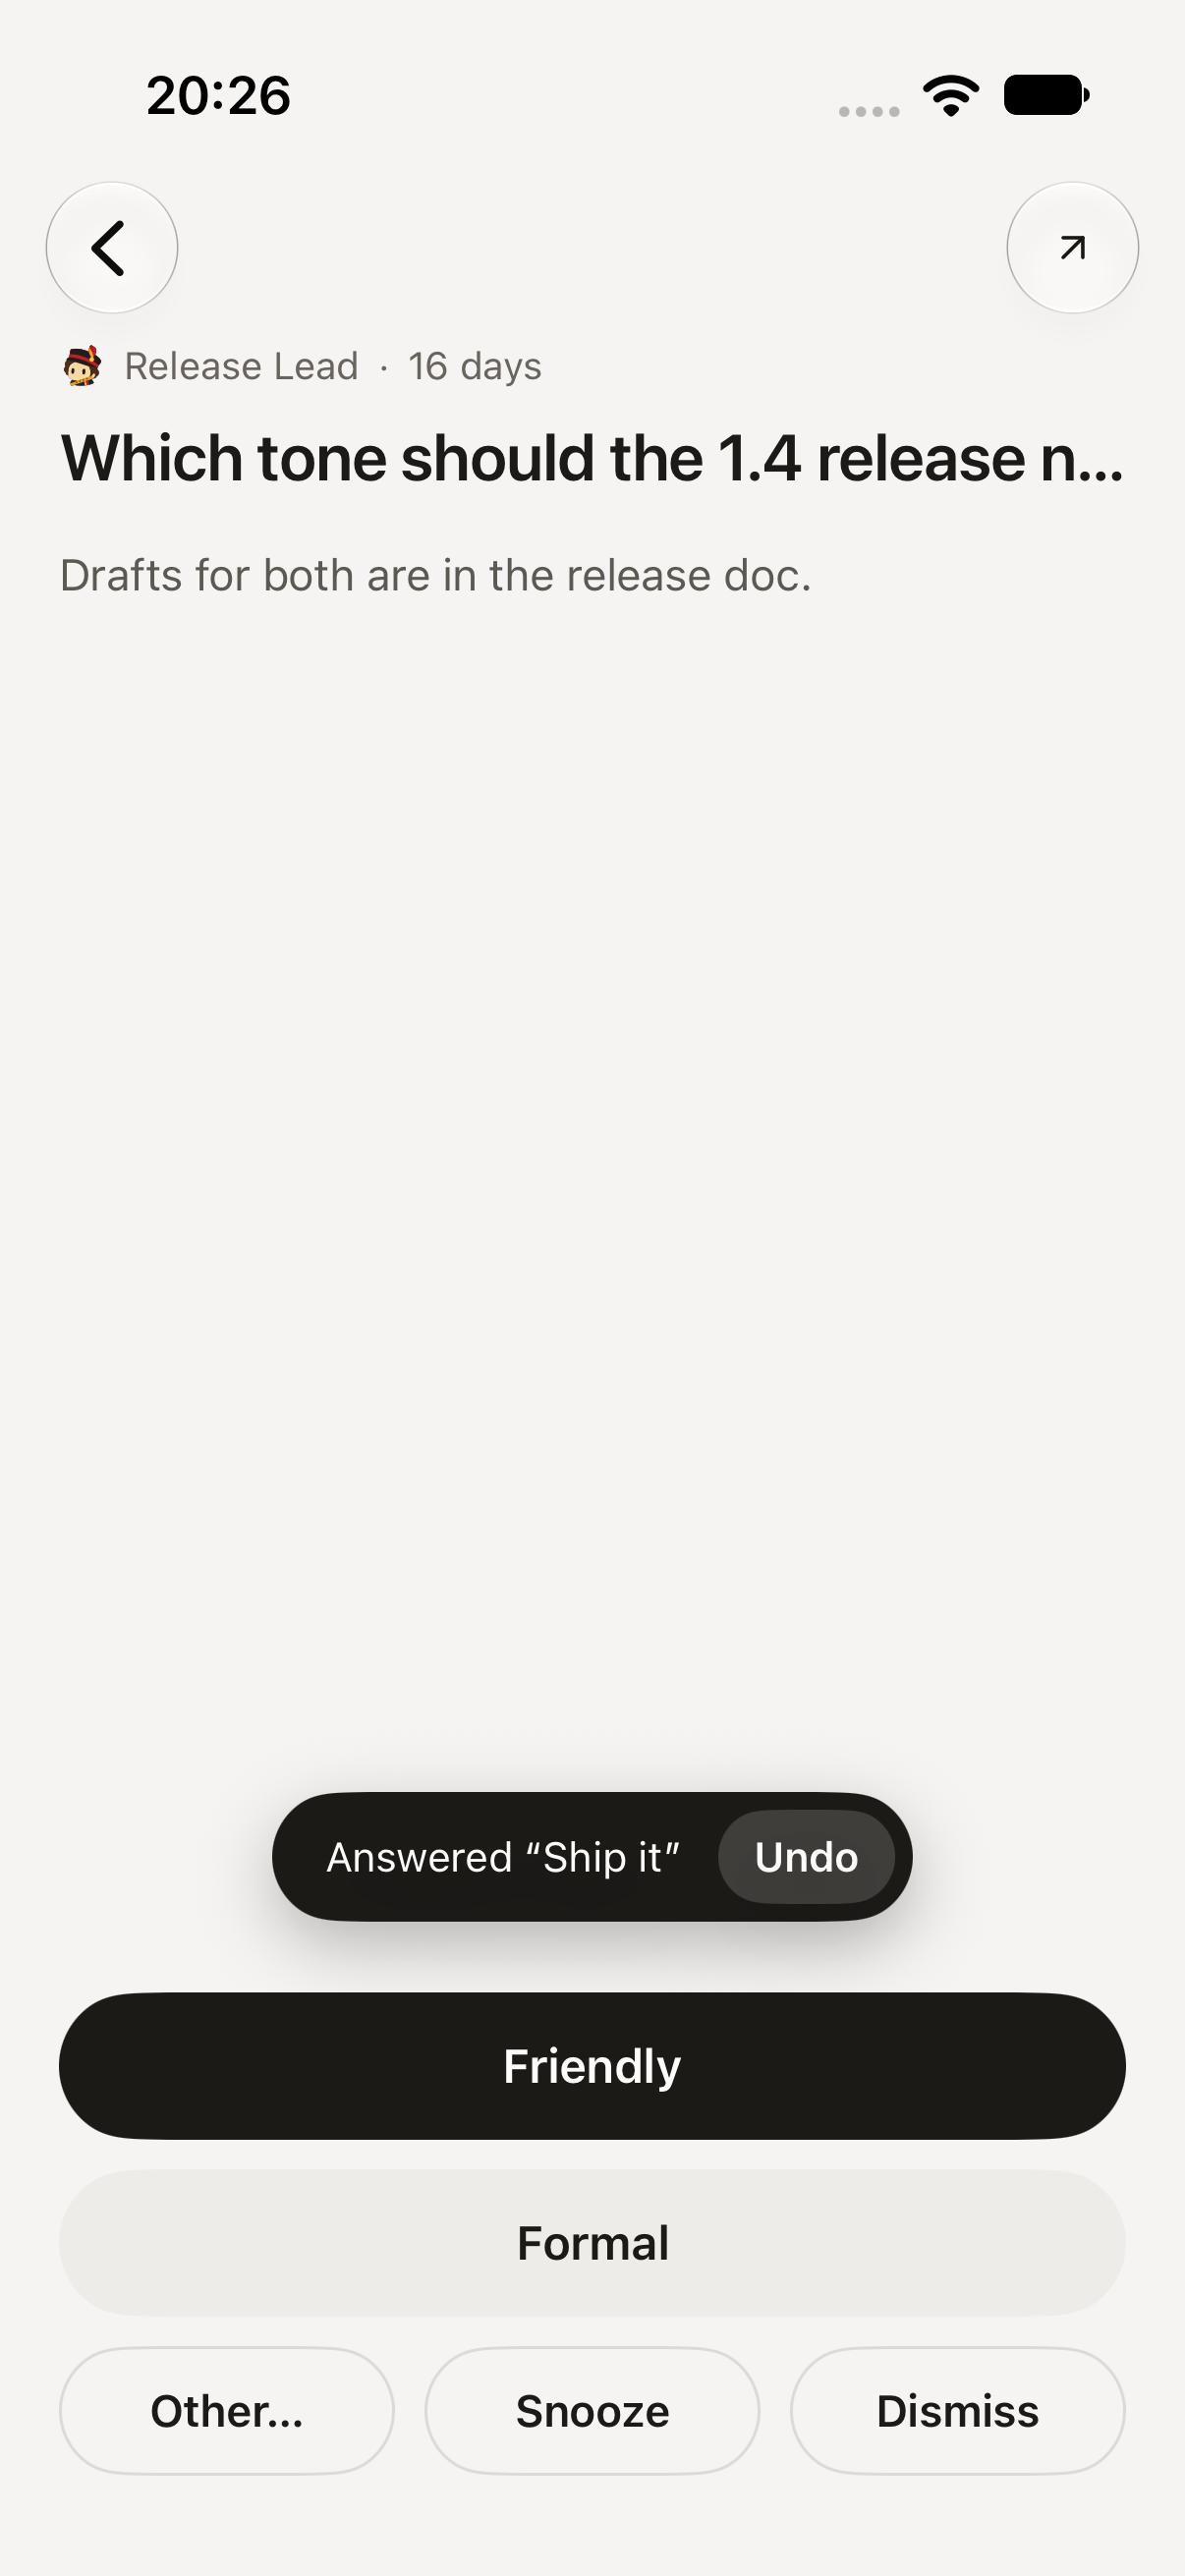 20:26
Release Lead · 16 days
Which tone should the 1.4 release n...
Drafts for both are in the release doc.
Answered “Ship it” Undo
Friendly
Formal
Other... Snooze Dismiss